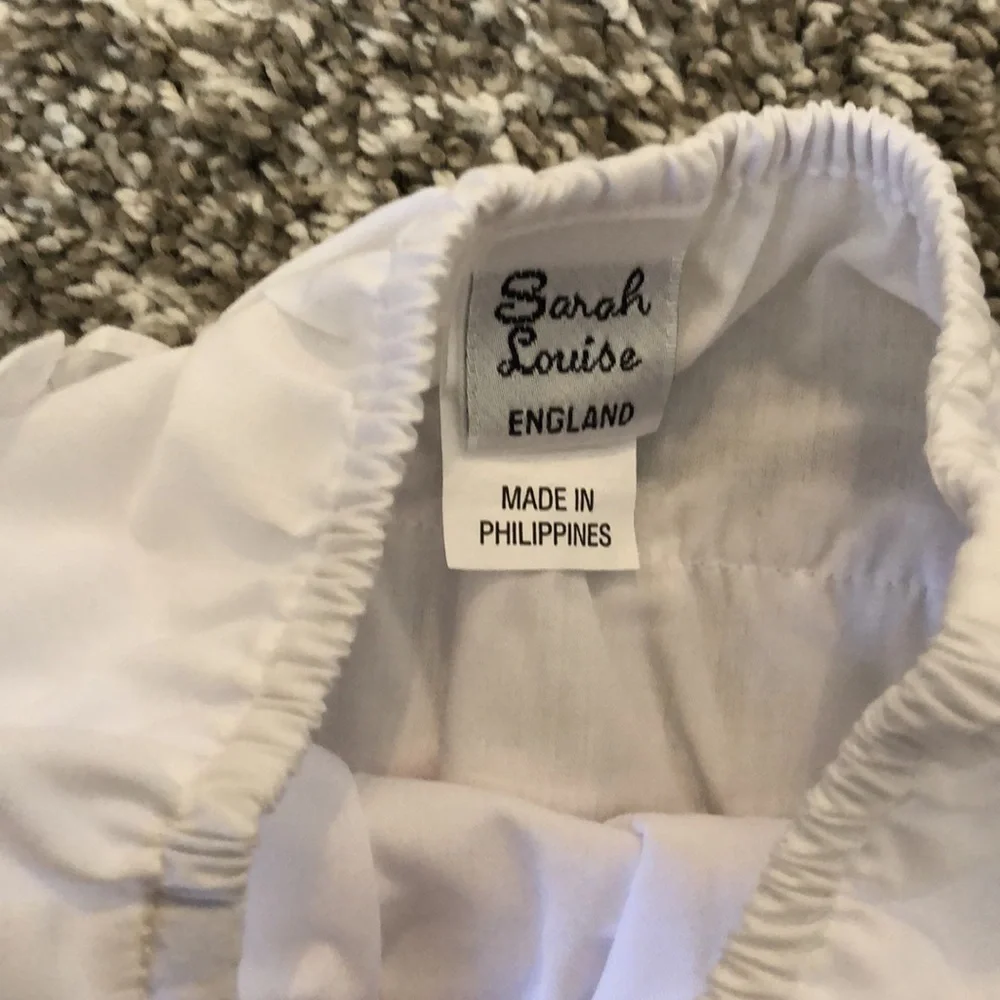 Sarah
Louise
ENGLAND
MADE IN
PHILIPPINES